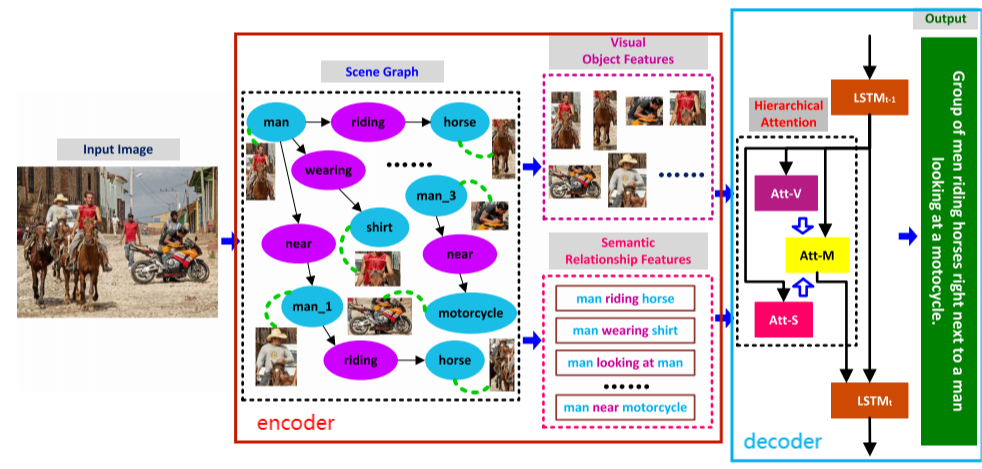 Input Image
Scene Graph
man
riding
horse
wearing
......
man_3
shirt
near
near
man_1
motorcycle
riding
horse
encoder
Visual
Object Features
......
Semantic
Relationship Features
man riding horse
man wearing shirt
man looking at man
......
man near motorcycle
Hierarchical
Attention
LSTMt-1
Att-V
Att-M
Att-S
LSTMt
decoder
Output
Group of men riding horses right next to a man
looking at a motocycle.